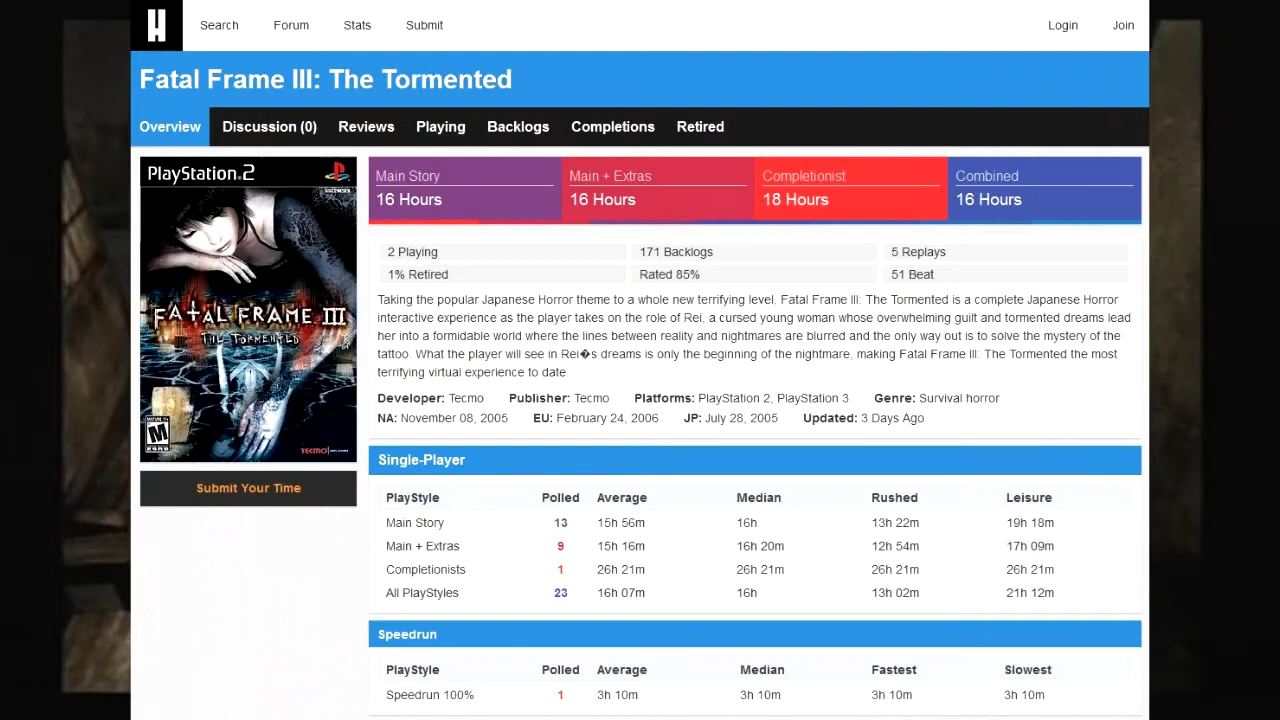 H
Search Forum Stats Submit Login Join
Fatal Frame III: The Tormented
Overview Discussion (0) Reviews Playing Backlogs Completions Retired
PlayStation.2
FATAL FRAME III
THE TORMENTED
MATURE 17+
M
ESRB
TECMO
Submit Your Time
Main Story Main + Extras Completionist Combined
16 Hours 16 Hours 18 Hours 16 Hours
2 Playing 171 Backlogs 5 Replays
1% Retired Rated 85% 51 Beat
Taking the popular Japanese Horror theme to a whole new terrifying level, Fatal Frame III: The Tormented is a complete Japanese Horror
interactive experience as the player takes on the role of Rei, a cursed young woman whose overwhelming guilt and tormented dreams lead
her into a formidable world where the lines between reality and nightmares are blurred and the only way out is to solve the mystery of the
tattoo. What the player will see in Rei�s dreams is only the beginning of the nightmare, making Fatal Frame III: The Tormented the most
terrifying virtual experience to date.
Developer: Tecmo Publisher: Tecmo Platforms: PlayStation 2, PlayStation 3 Genre: Survival horror
NA: November 08, 2005 EU: February 24, 2006 JP: July 28, 2005 Updated: 3 Days Ago
Single-Player
PlayStyle Polled Average Median Rushed Leisure
Main Story 13 15h 56m 16h 13h 22m 19h 18m
Main + Extras 9 15h 16m 16h 20m 12h 54m 17h 09m
Completionists 1 26h 21m 26h 21m 26h 21m 26h 21m
All PlayStyles 23 16h 07m 16h 13h 02m 21h 12m
Speedrun
PlayStyle Polled Average Median Fastest Slowest
Speedrun 100% 1 3h 10m 3h 10m 3h 10m 3h 10m